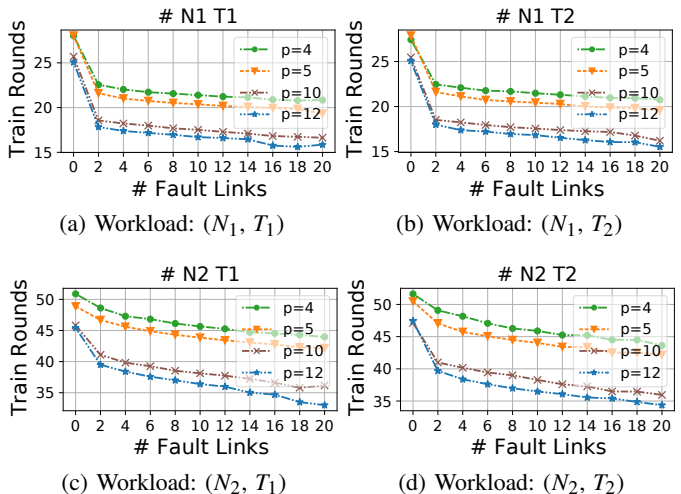 # N1 T1
Train Rounds
25
20
15
p=4
p=5
p=10
p=12
0 2 4 6 8 10 12 14 16 18 20
# Fault Links
(a) Workload: (N1, T1)
# N1 T2
Train Rounds
25
20
15
p=4
p=5
p=10
p=12
0 2 4 6 8 10 12 14 16 18 20
# Fault Links
(b) Workload: (N1, T2)
# N2 T1
Train Rounds
50
45
40
35
p=4
p=5
p=10
p=12
0 2 4 6 8 10 12 14 16 18 20
# Fault Links
(c) Workload: (N2, T1)
# N2 T2
Train Rounds
50
45
40
35
p=4
p=5
p=10
p=12
0 2 4 6 8 10 12 14 16 18 20
# Fault Links
(d) Workload: (N2, T2)